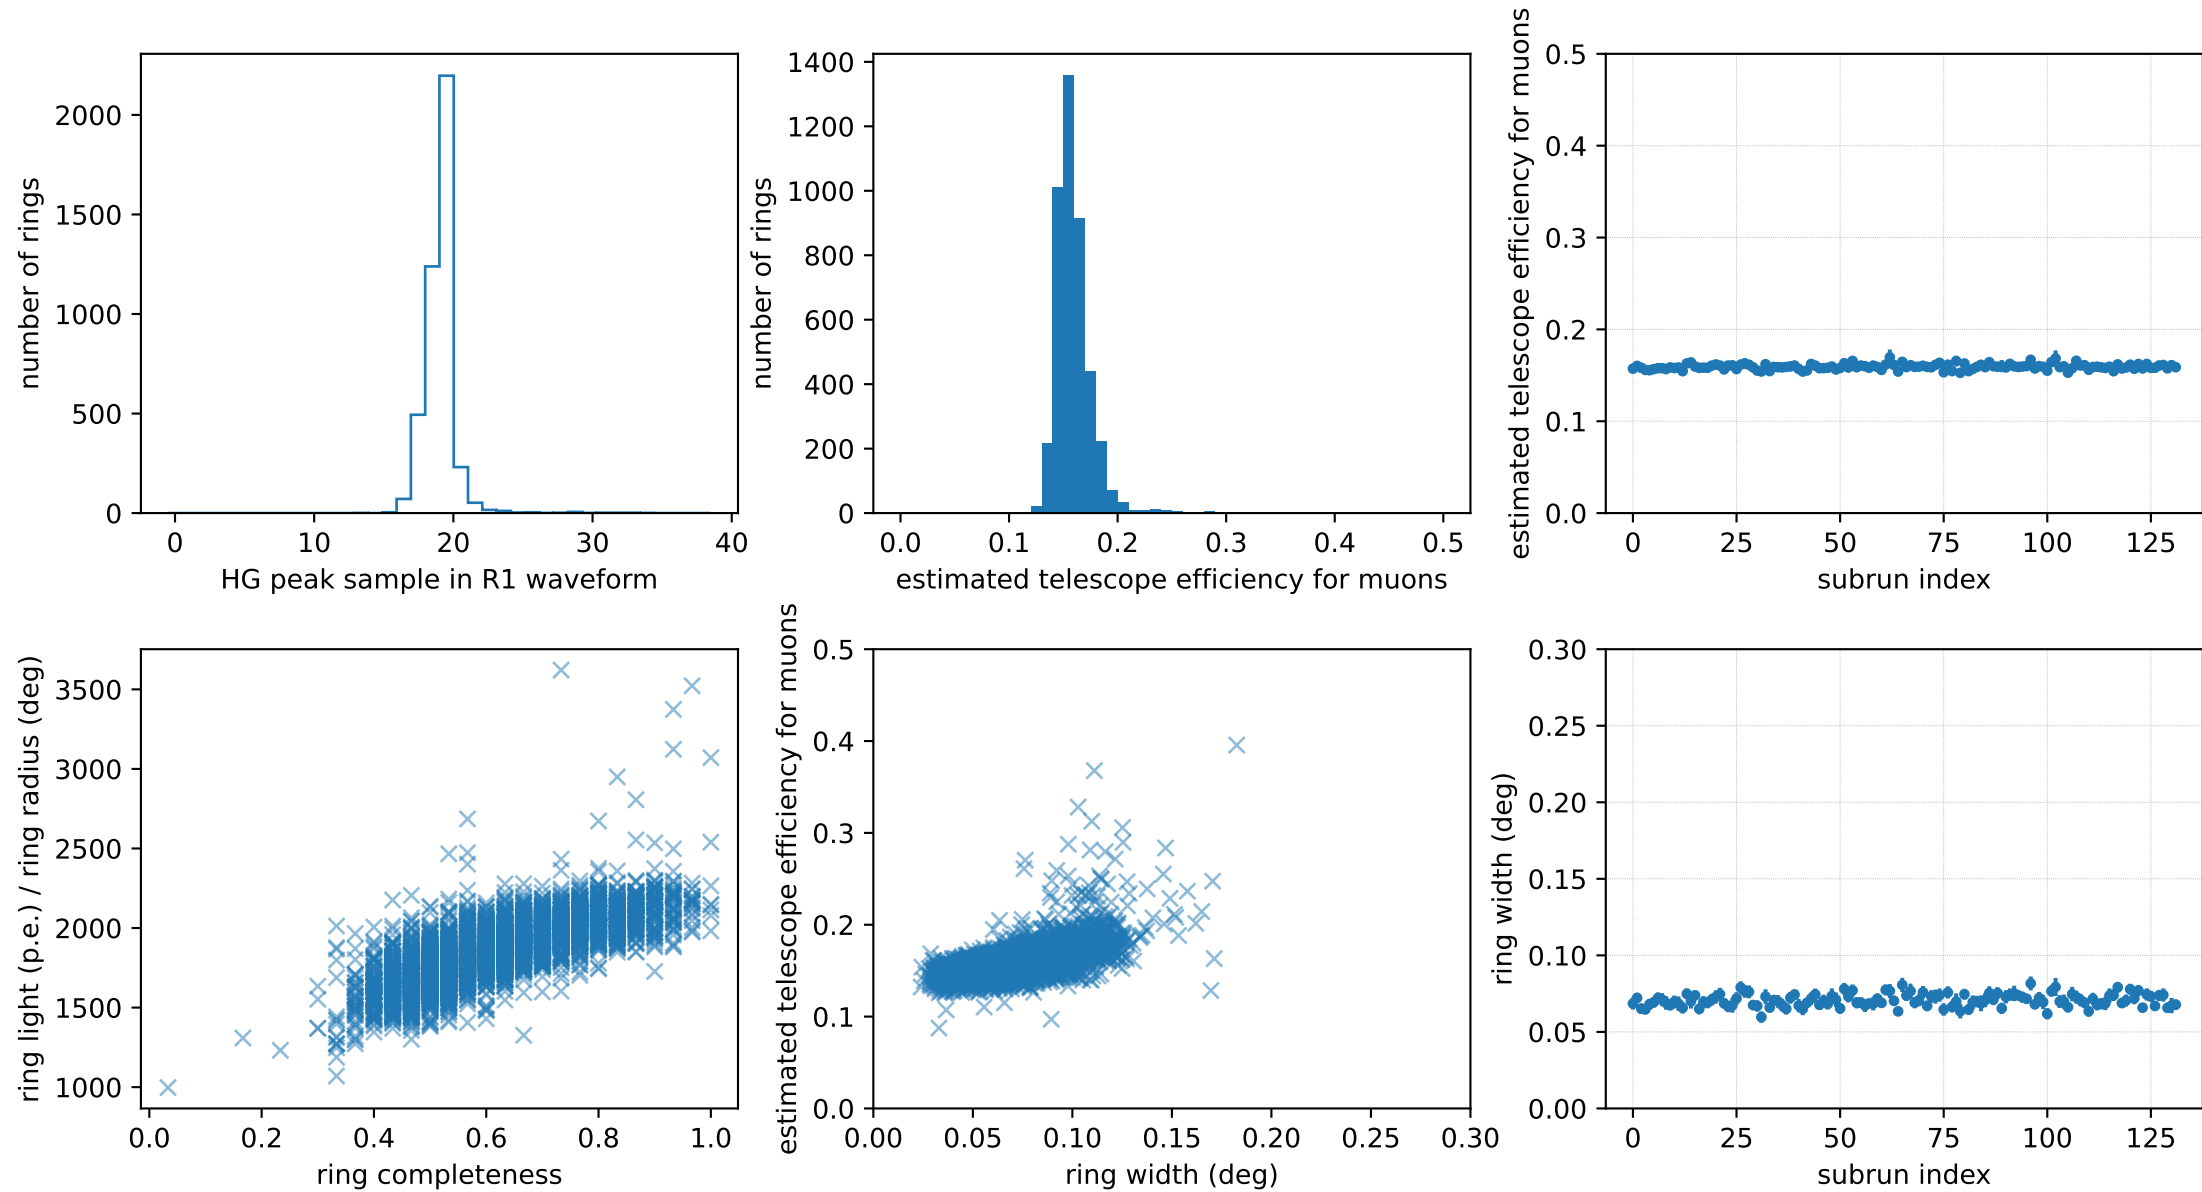 number of rings
2000
1500
1000
500
0
0 10 20 30 40
HG peak sample in R1 waveform
number of rings
1400
1200
1000
800
600
400
200
0
0.0 0.1 0.2 0.3 0.4 0.5
estimated telescope efficiency for muons
estimated telescope efficiency for muons
0.5
0.4
0.3
0.2
0.1
0.0
0 25 50 75 100 125
subrun index
ring light (p.e.) / ring radius (deg)
3500
3000
2500
2000
1500
1000
0.0 0.2 0.4 0.6 0.8 1.0
ring completeness
estimated telescope efficiency for muons
0.5
0.4
0.3
0.2
0.1
0.0
0.00 0.05 0.10 0.15 0.20 0.25 0.30
ring width (deg)
ring width (deg)
0.30
0.25
0.20
0.15
0.10
0.05
0.00
0 25 50 75 100 125
subrun index